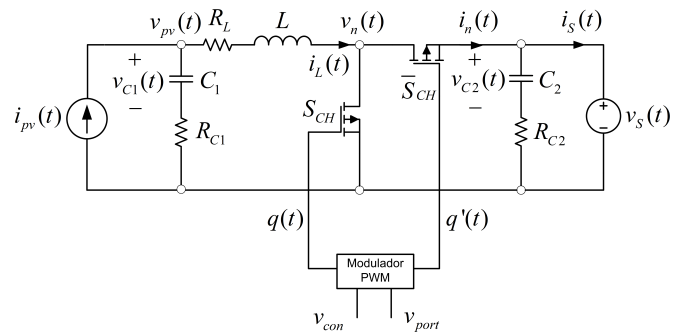 v_pv(t) R_L L v_n(t) i_n(t) i_S(t)
i_L(t)
+ + +
v_C1(t) C_1 S̅_CH v_C2(t) C_2
− −
i_pv(t) S_CH v_S(t)
R_C1 R_C2 −
q(t) q'(t)
Modulador
PWM
v_con v_port